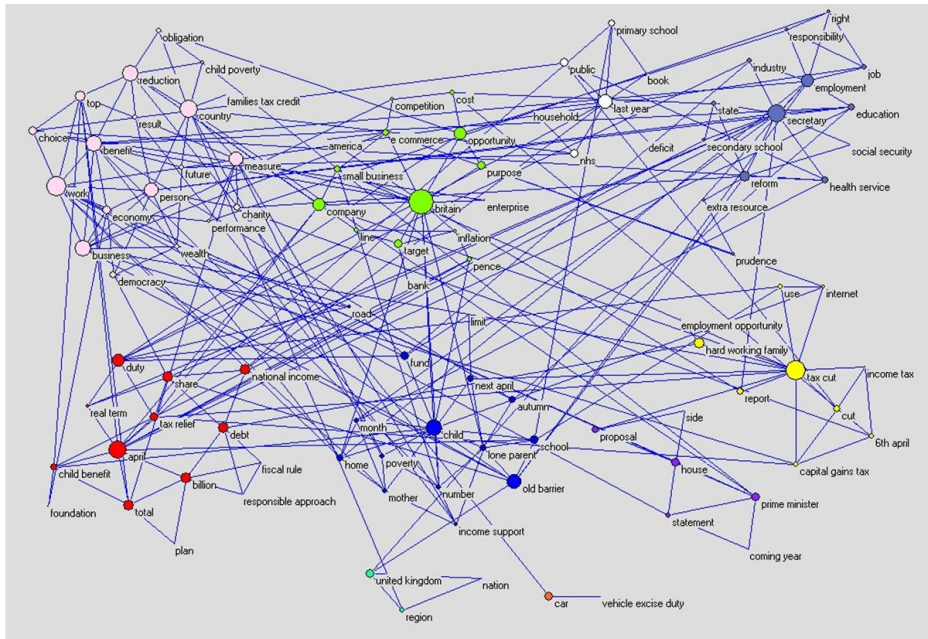 right
obligation
primary school
responsibility
child poverty
public
industry
reduction
book
job
employment
top
families tax credit
cost
competition
last year
state
country
household
education
result
secretary
choice
america
e commerce
opportunity
benefit
deficit
secondary school
social security
measure
nhs
future
small business
purpose
reform
health service
work
person
enterprise
company
britain
extra resource
economy
charity
performance
line
inflation
business
wealth
target
pence
prudence
democracy
bank
use
internet
road
limit
employment opportunity
hard working family
duty
fund
national income
tax cut
income tax
share
next april
report
real term
autumn
cut
tax relief
month
side
debt
child
proposal
6th april
school
april
lone parent
home
poverty
house
capital gains tax
child benefit
fiscal rule
billion
old barrier
mother
number
responsible approach
prime minister
foundation
total
statement
income support
plan
coming year
united kingdom
nation
car
vehicle excise duty
region